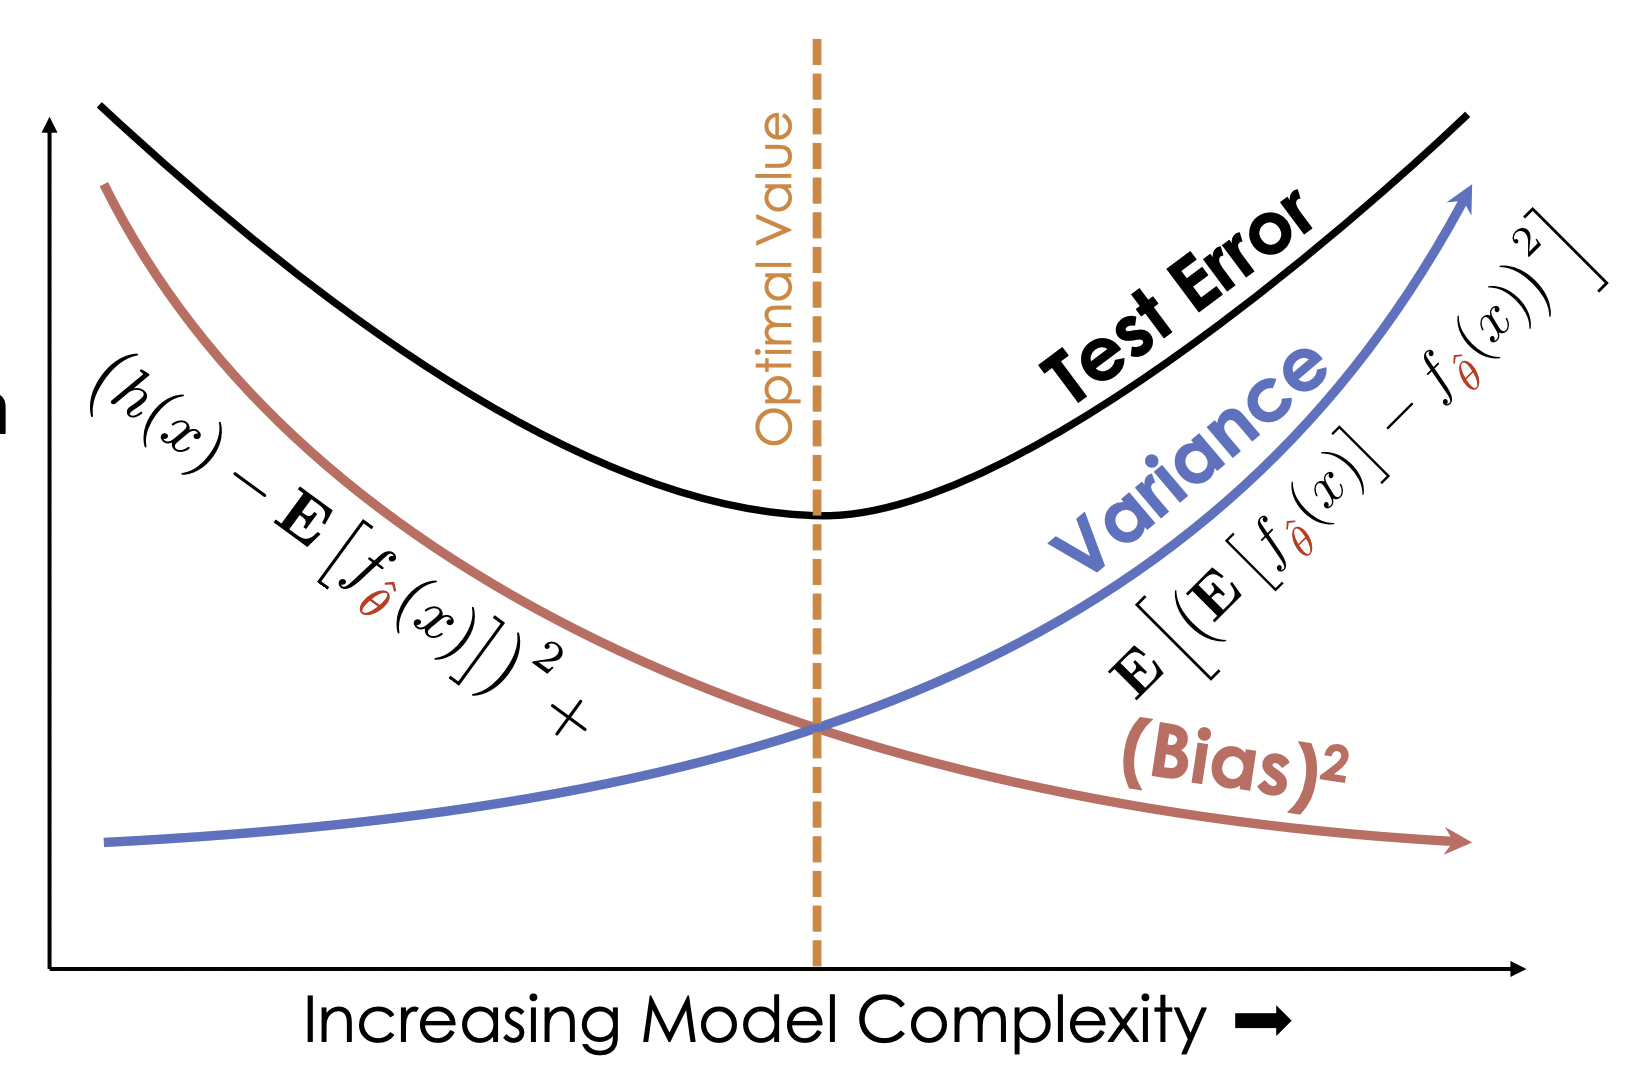 Optimal Value
Test Error
Variance
(h(x) − E[f_θ̂(x)])² +
E[(E[f_θ̂(x)] − f_θ̂(x))²]
(Bias)²
Increasing Model Complexity ➡